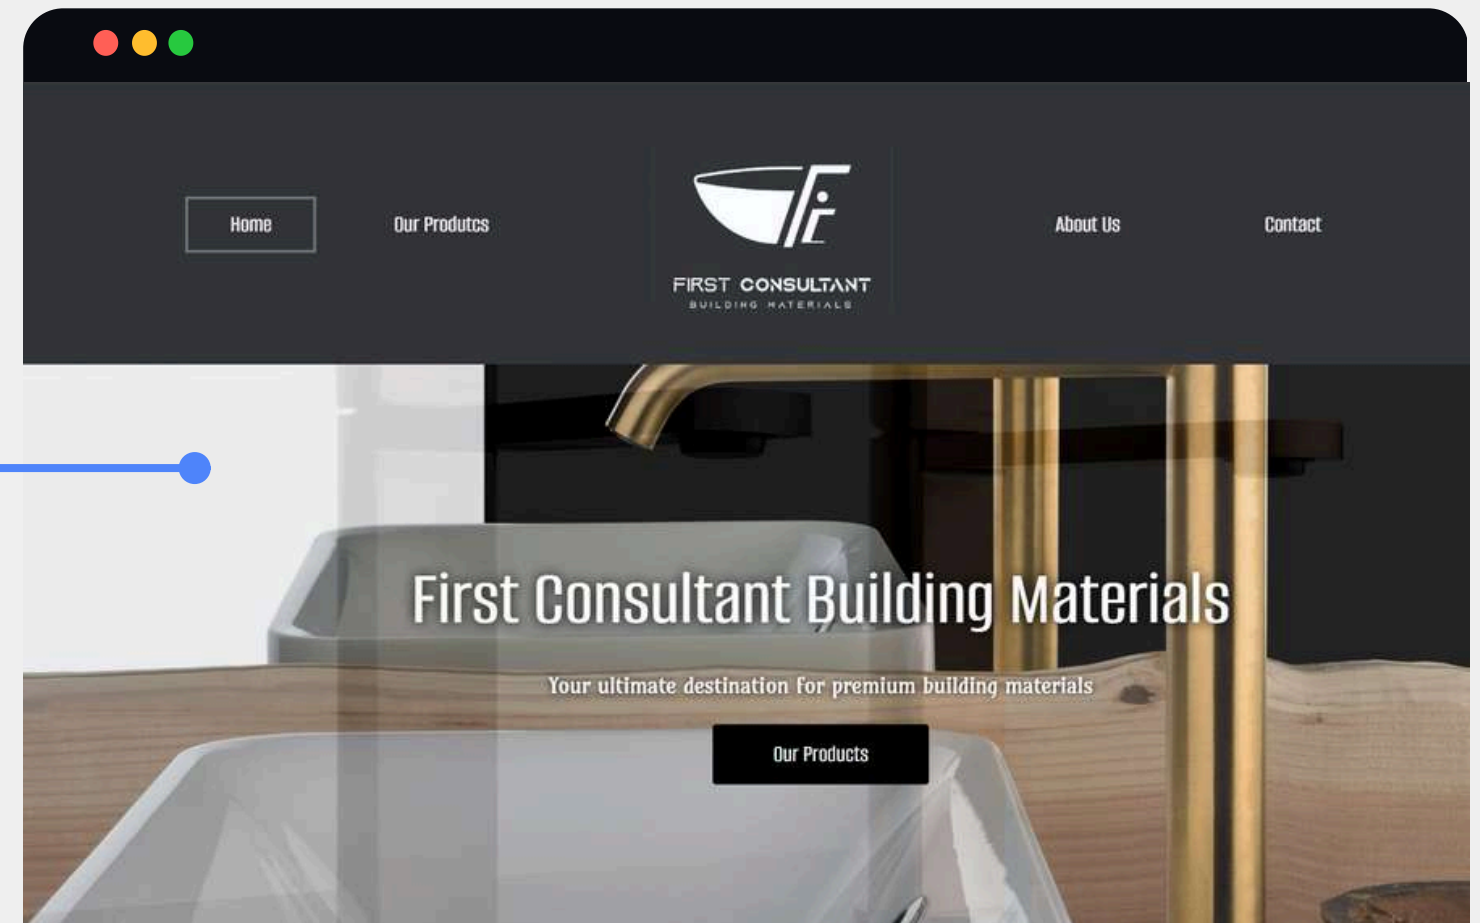 Home
Our Produtcs
FIRST CONSULTANT
BUILDING MATERIALS
About Us
Contact
First Consultant Building Materials
Your ultimate destination for premium building materials
Our Products